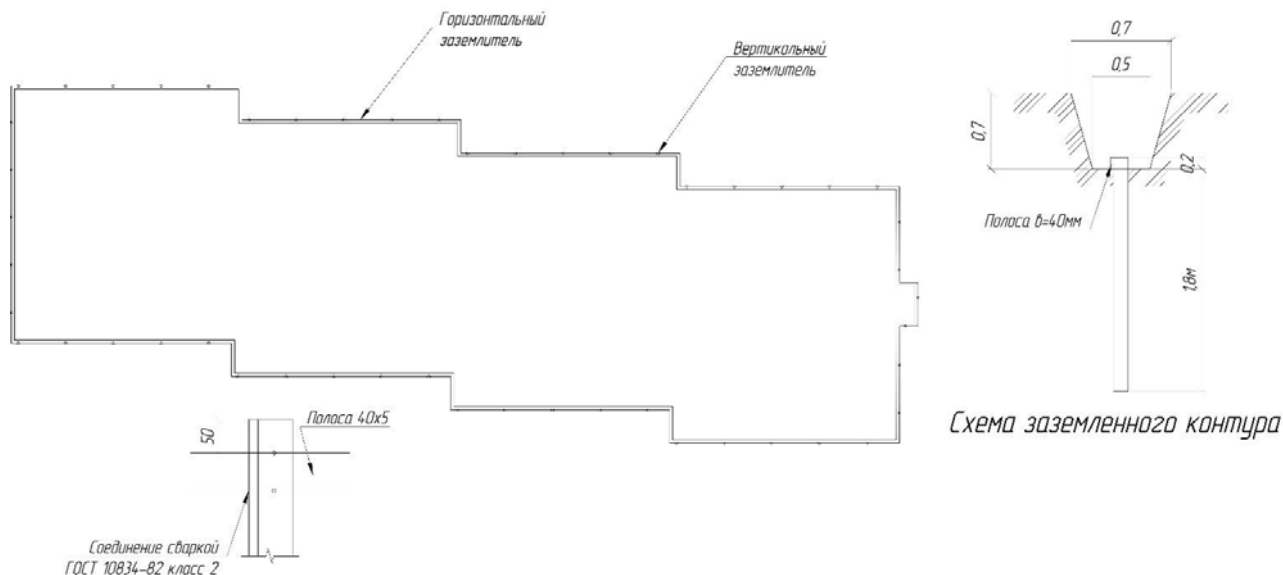 Горизонтальный
заземлитель
Вертикальный
заземлитель
0,7
0,5
0,7
0,2
Полоса в=40мм
1,8м
Схема заземленного контура
Полоса 40х5
50
Соединение сваркой
ГОСТ 10834-82 класс 2